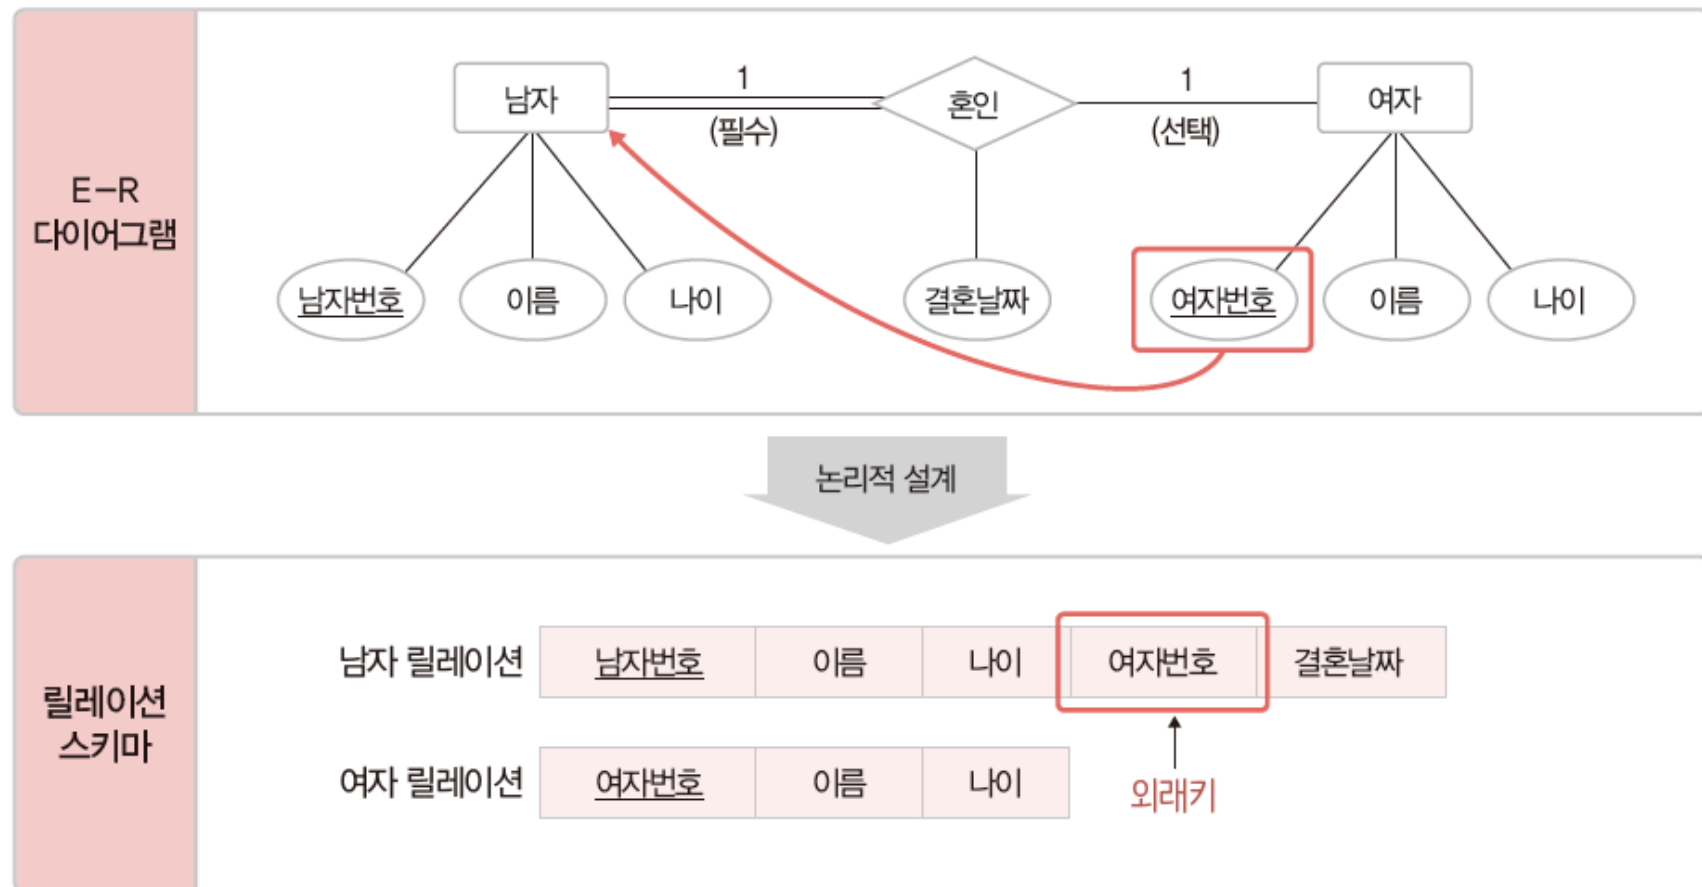 E-R
다이어그램
남자
1
(필수)
혼인
1
(선택)
여자
남자번호
이름
나이
결혼날짜
여자번호
이름
나이
논리적 설계
릴레이션
스키마
남자 릴레이션 남자번호 이름 나이 여자번호 결혼날짜
여자 릴레이션 여자번호 이름 나이
외래키